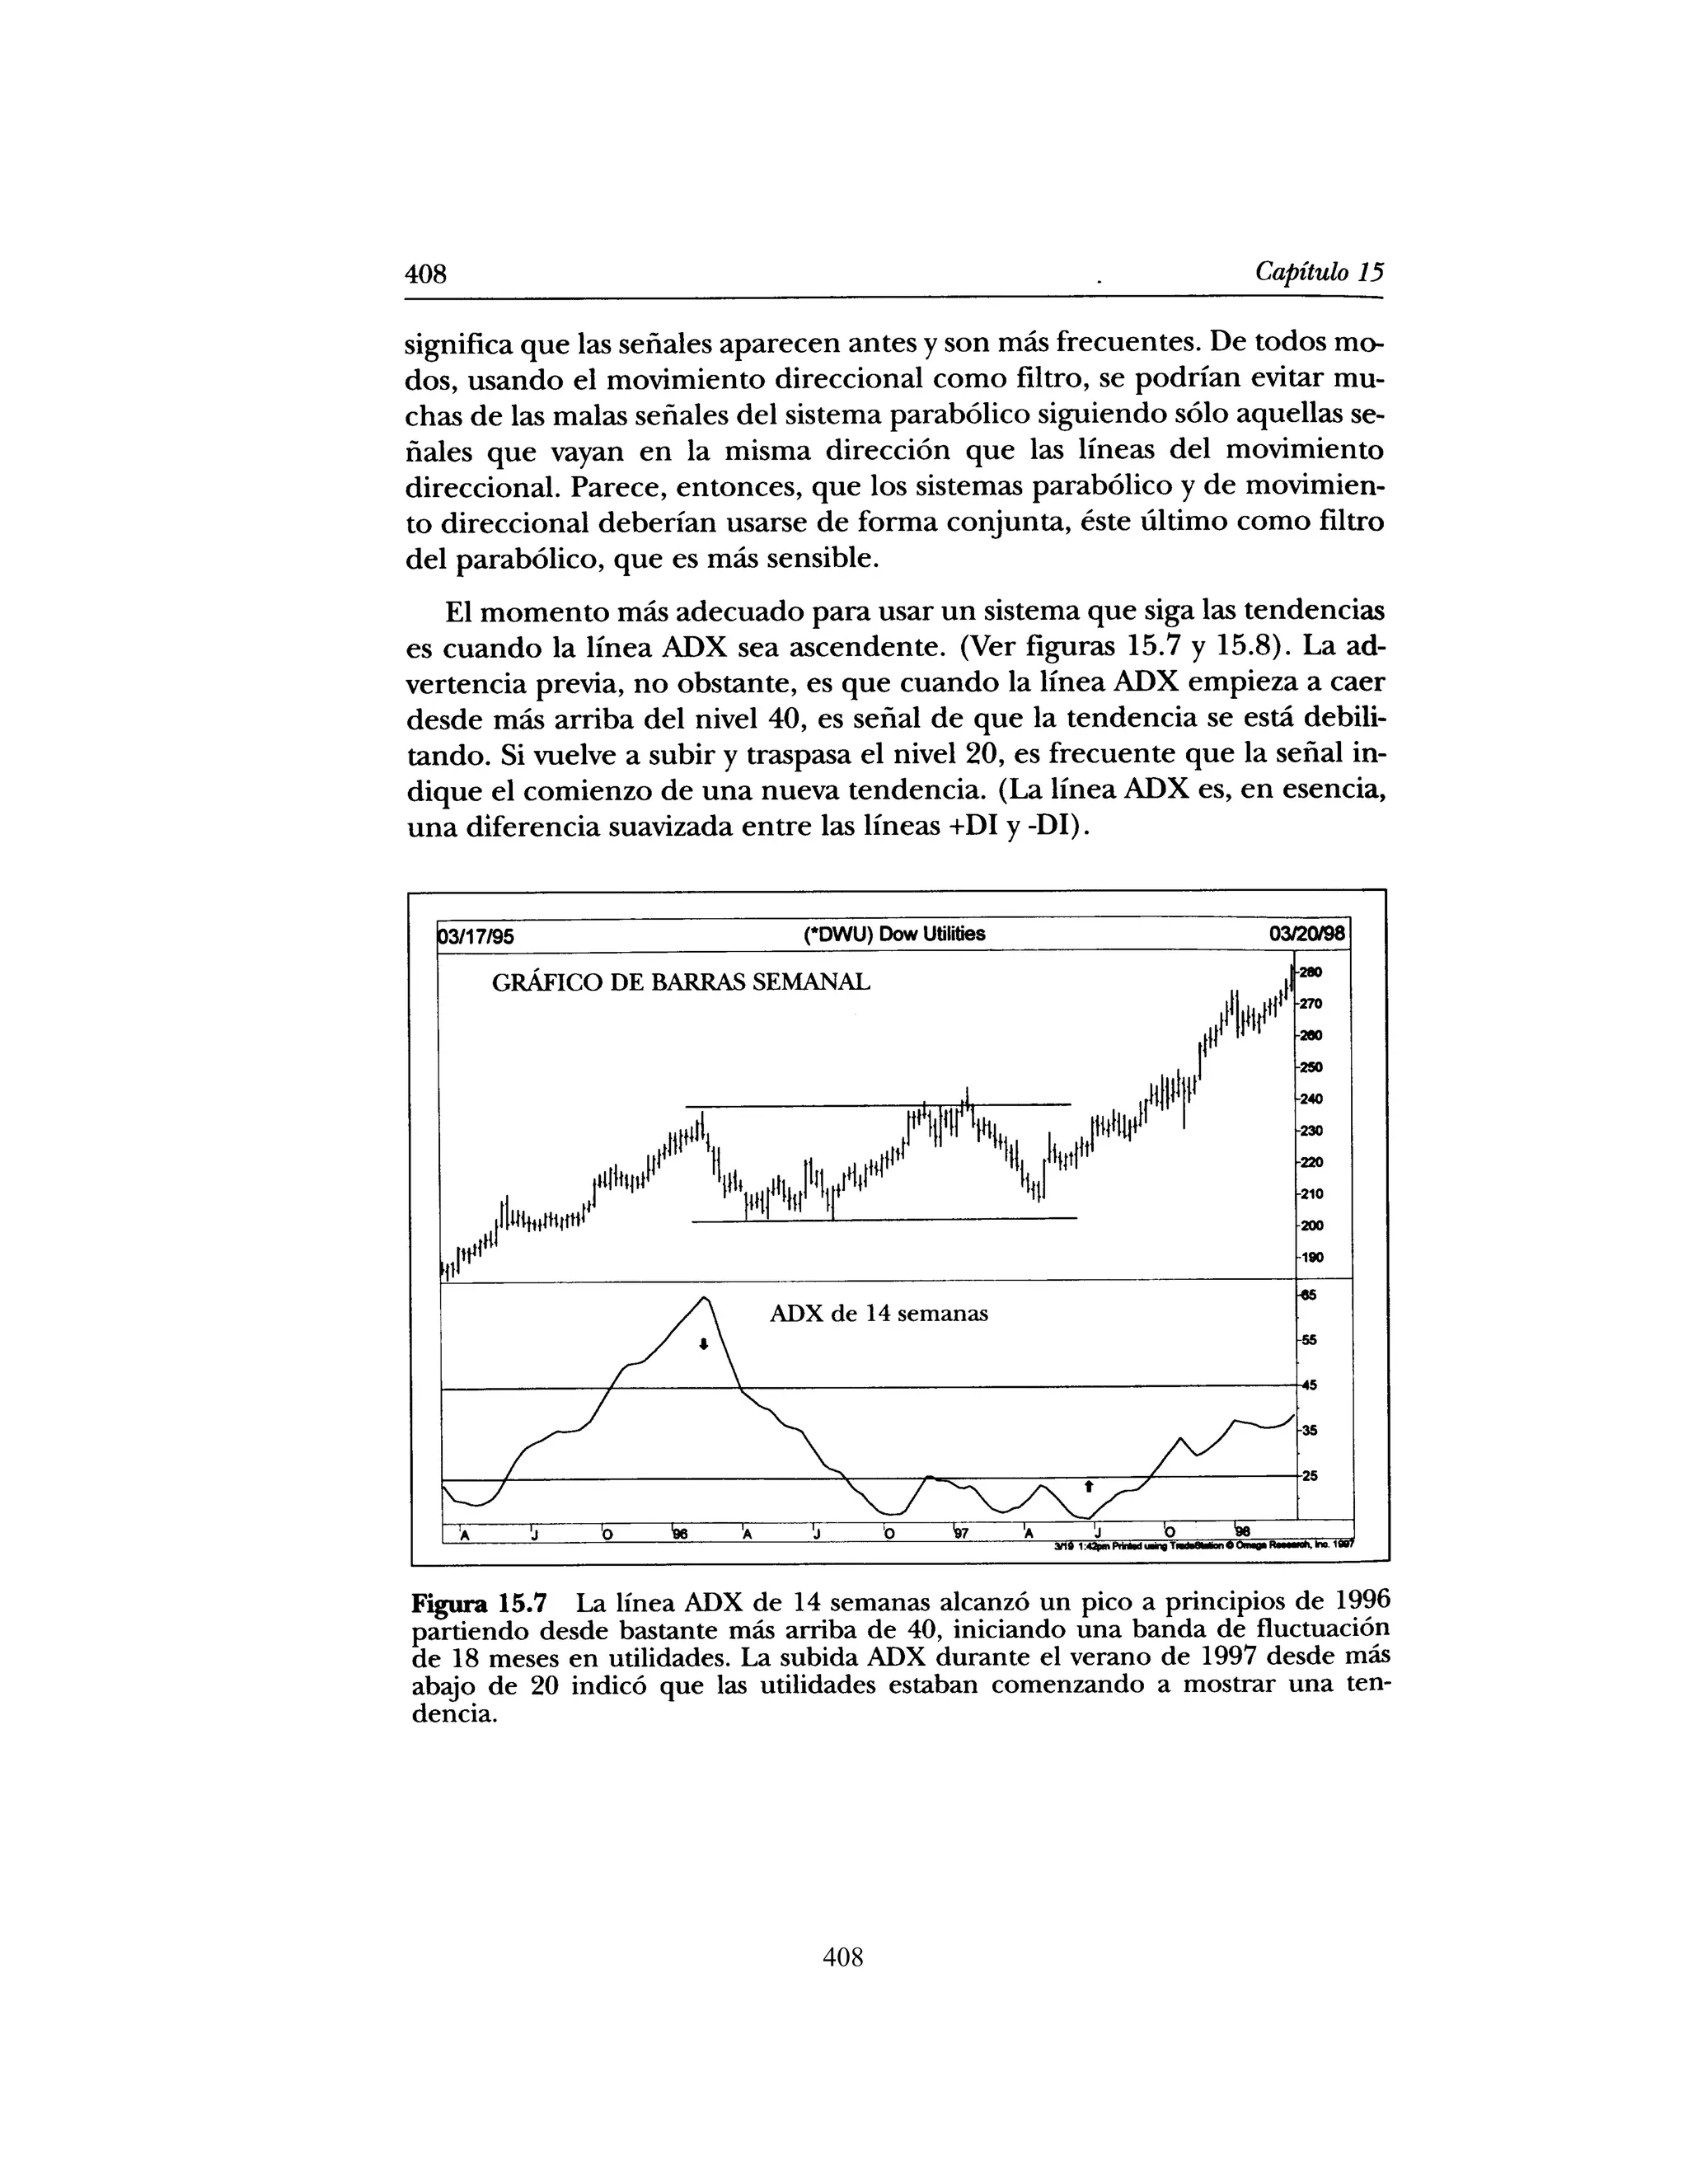 408
Capítulo 15
significa que las señales aparecen antes y son más frecuentes. De todos mo-
dos, usando el movimiento direccional como filtro, se podrían evitar mu-
chas de las malas señales del sistema parabólico siguiendo sólo aquellas se-
ñales que vayan en la misma dirección que las líneas del movimiento
direccional. Parece, entonces, que los sistemas parabólico y de movimien-
to direccional deberían usarse de forma conjunta, éste último como filtro
del parabólico, que es más sensible.
El momento más adecuado para usar un sistema que siga las tendencias
es cuando la línea ADX sea ascendente. (Ver figuras 15.7 y 15.8). La ad-
vertencia previa, no obstante, es que cuando la línea ADX empieza a caer
desde más arriba del nivel 40, es señal de que la tendencia se está debili-
tando. Si vuelve a subir y traspasa el nivel 20, es frecuente que la señal in-
dique el comienzo de una nueva tendencia. (La línea ADX es, en esencia,
una diferencia suavizada entre las líneas +DI y -DI).
03/17/95 (*DWU) Dow Utilities 03/20/98
GRÁFICO DE BARRAS SEMANAL
280
270
260
250
240
230
220
210
200
190
ADX de 14 semanas
65
55
45
35
25
A J O 96 A J O 97 A J O 98
3/19 1:42pm Printed using TradeStation © Omega Research, Inc. 1997
Figura 15.7 La línea ADX de 14 semanas alcanzó un pico a principios de 1996
partiendo desde bastante más arriba de 40, iniciando una banda de fluctuación
de 18 meses en utilidades. La subida ADX durante el verano de 1997 desde más
abajo de 20 indicó que las utilidades estaban comenzando a mostrar una ten-
dencia.
408